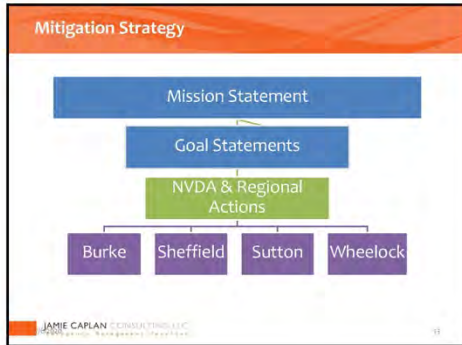 Mitigation Strategy
Mission Statement
Goal Statements
NVDA & Regional
Actions
Burke
Sheffield
Sutton
Wheelock
JAMIE CAPLAN CONSULTING LLC